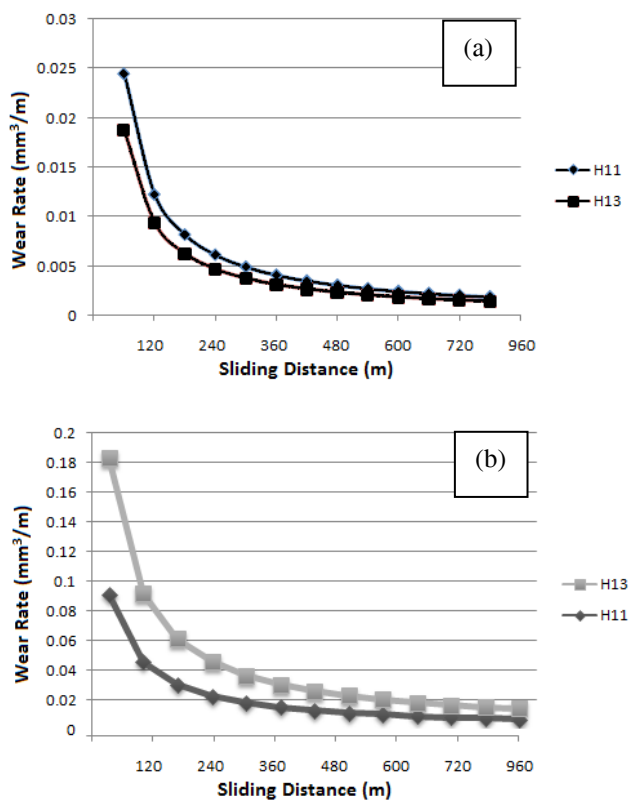 (a)
Wear Rate (mm³/m)
0.03
0.025
0.02
0.015
0.01
0.005
0
120 240 360 480 600 720 960
Sliding Distance (m)
H11
H13
(b)
Wear Rate (mm³/m)
0.2
0.18
0.16
0.14
0.12
0.1
0.08
0.06
0.04
0.02
0
120 240 360 480 600 720 840 960
Sliding Distance (m)
H13
H11